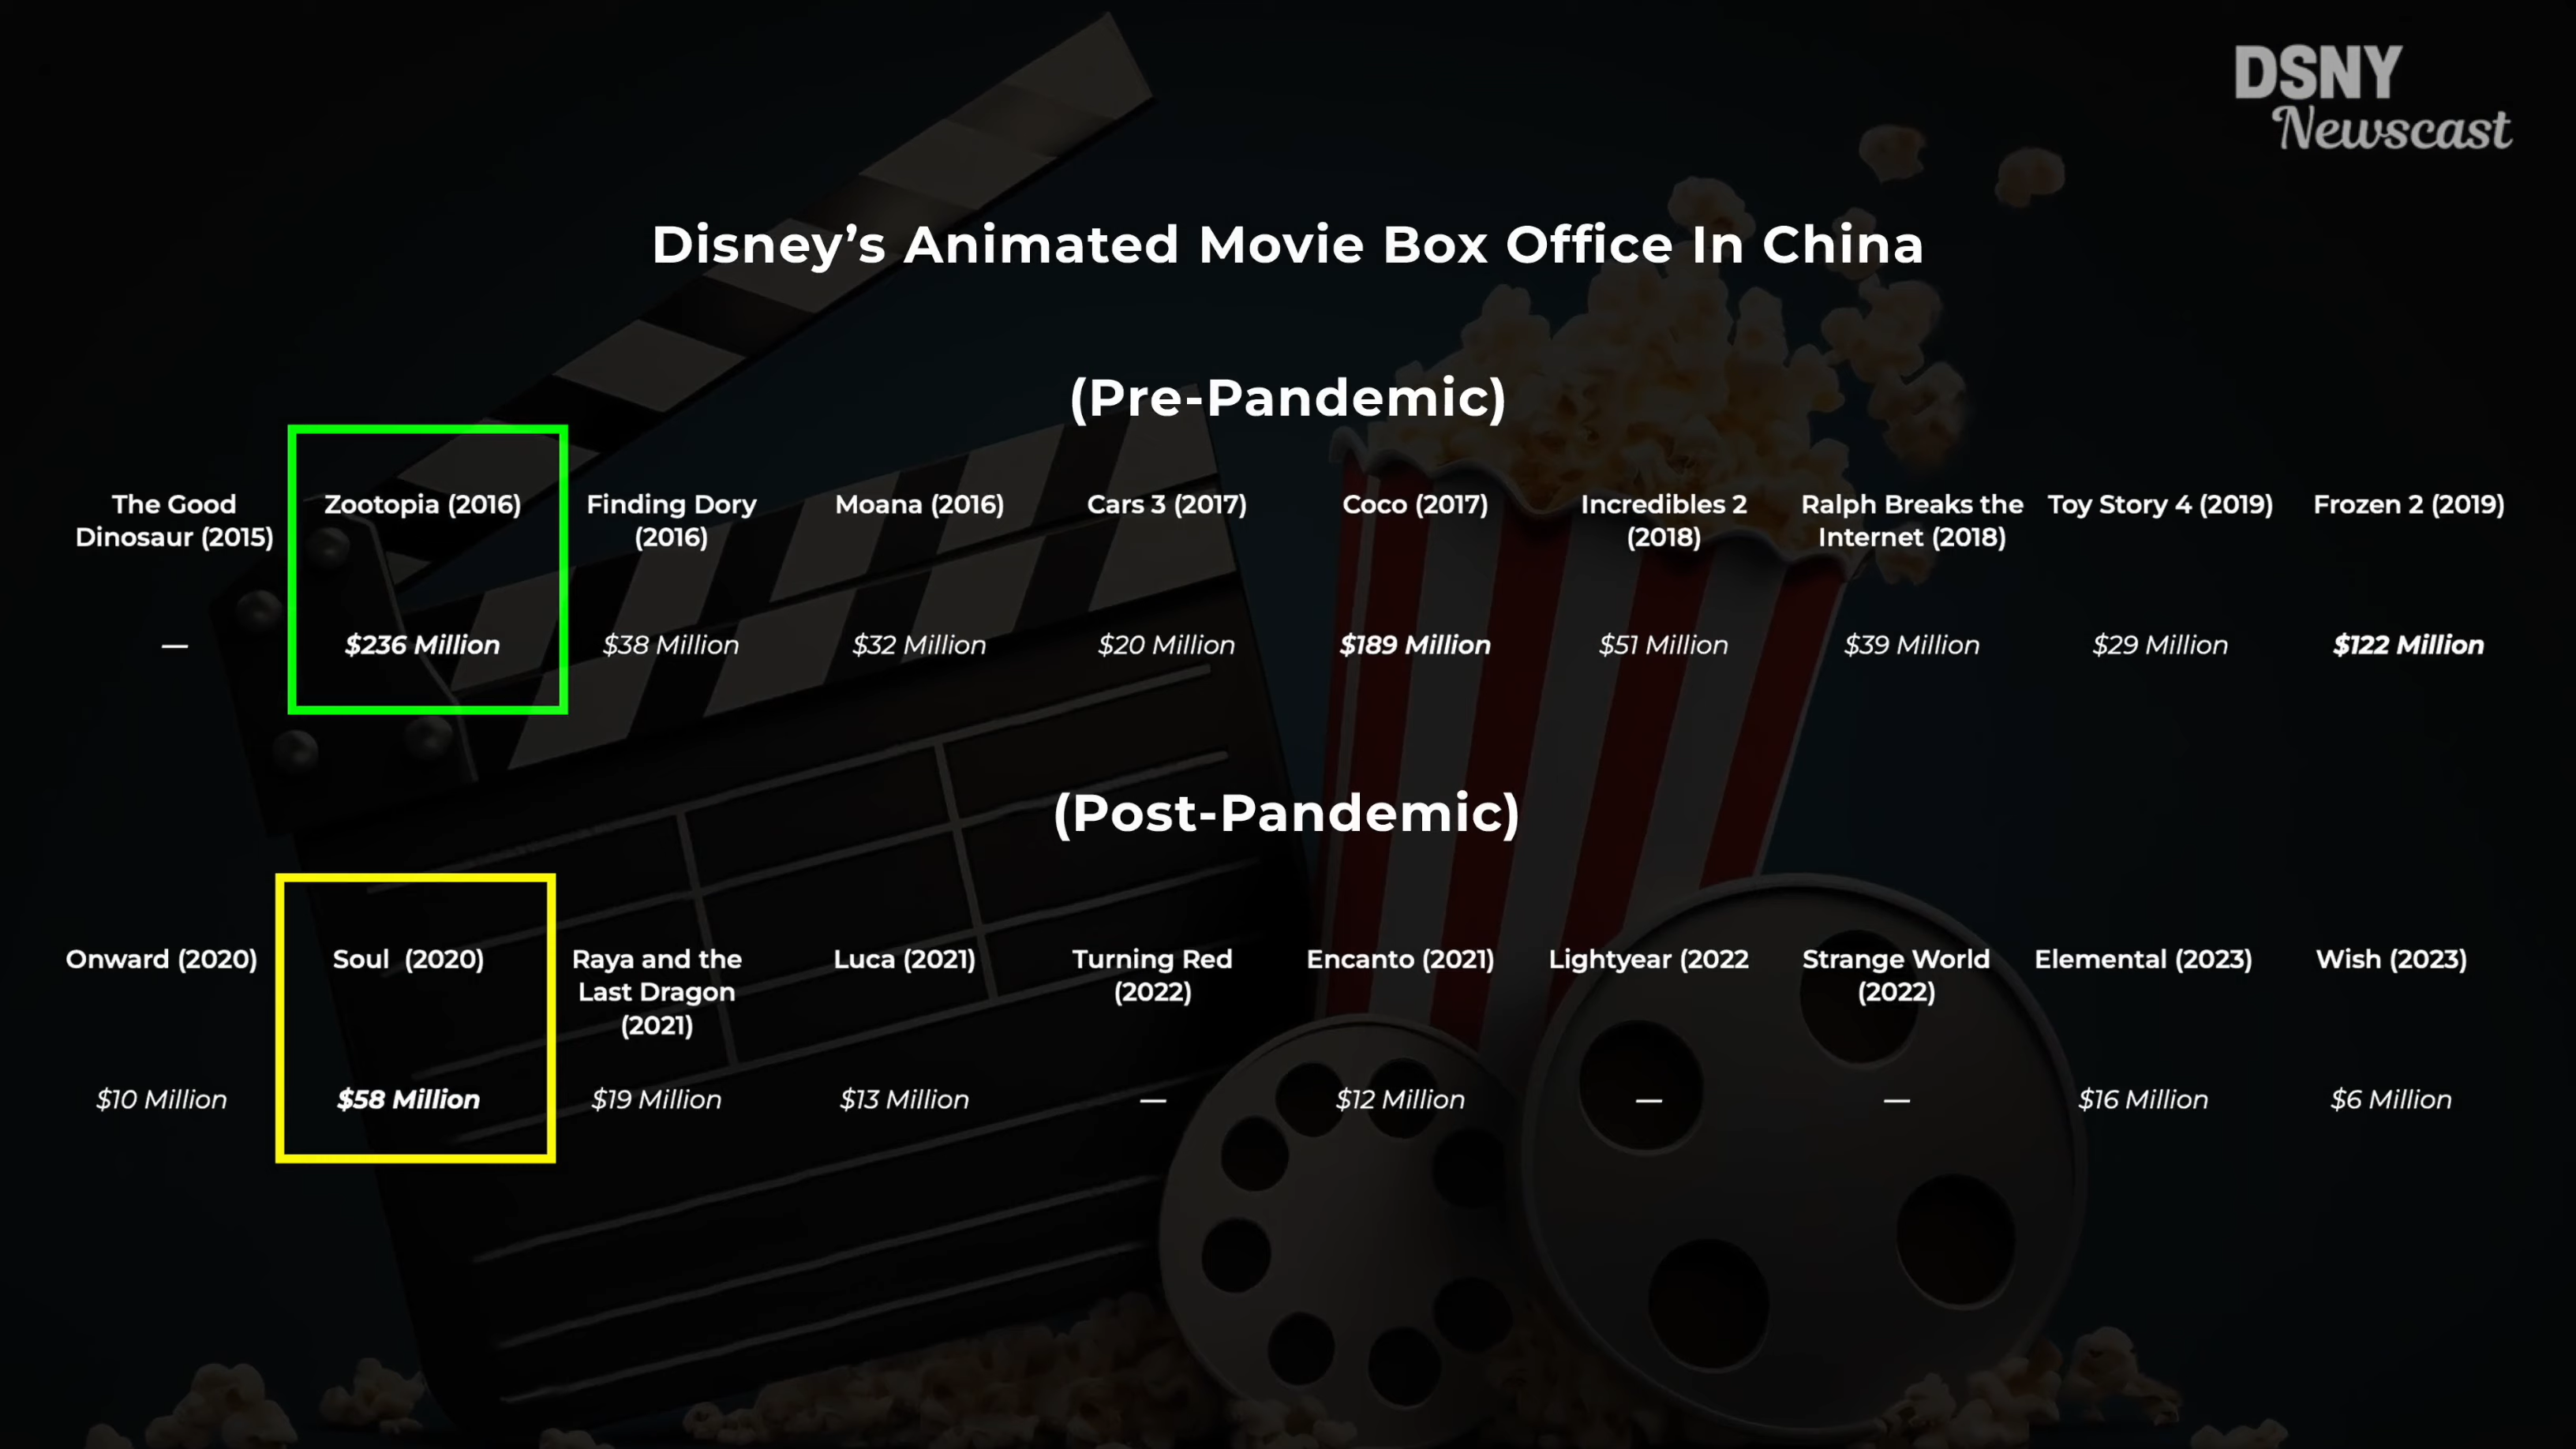 DSNY
Newscast
Disney’s Animated Movie Box Office In China
(Pre-Pandemic)
The Good
Dinosaur (2015)
—
Zootopia (2016)
$236 Million
Finding Dory
(2016)
$38 Million
Moana (2016)
$32 Million
Cars 3 (2017)
$20 Million
Coco (2017)
$189 Million
Incredibles 2
(2018)
$51 Million
Ralph Breaks the
Internet (2018)
$39 Million
Toy Story 4 (2019)
$29 Million
Frozen 2 (2019)
$122 Million
(Post-Pandemic)
Onward (2020)
$10 Million
Soul  (2020)
$58 Million
Raya and the
Last Dragon
(2021)
$19 Million
Luca (2021)
$13 Million
Turning Red
(2022)
—
Encanto (2021)
$12 Million
Lightyear (2022
—
Strange World
(2022)
—
Elemental (2023)
$16 Million
Wish (2023)
$6 Million